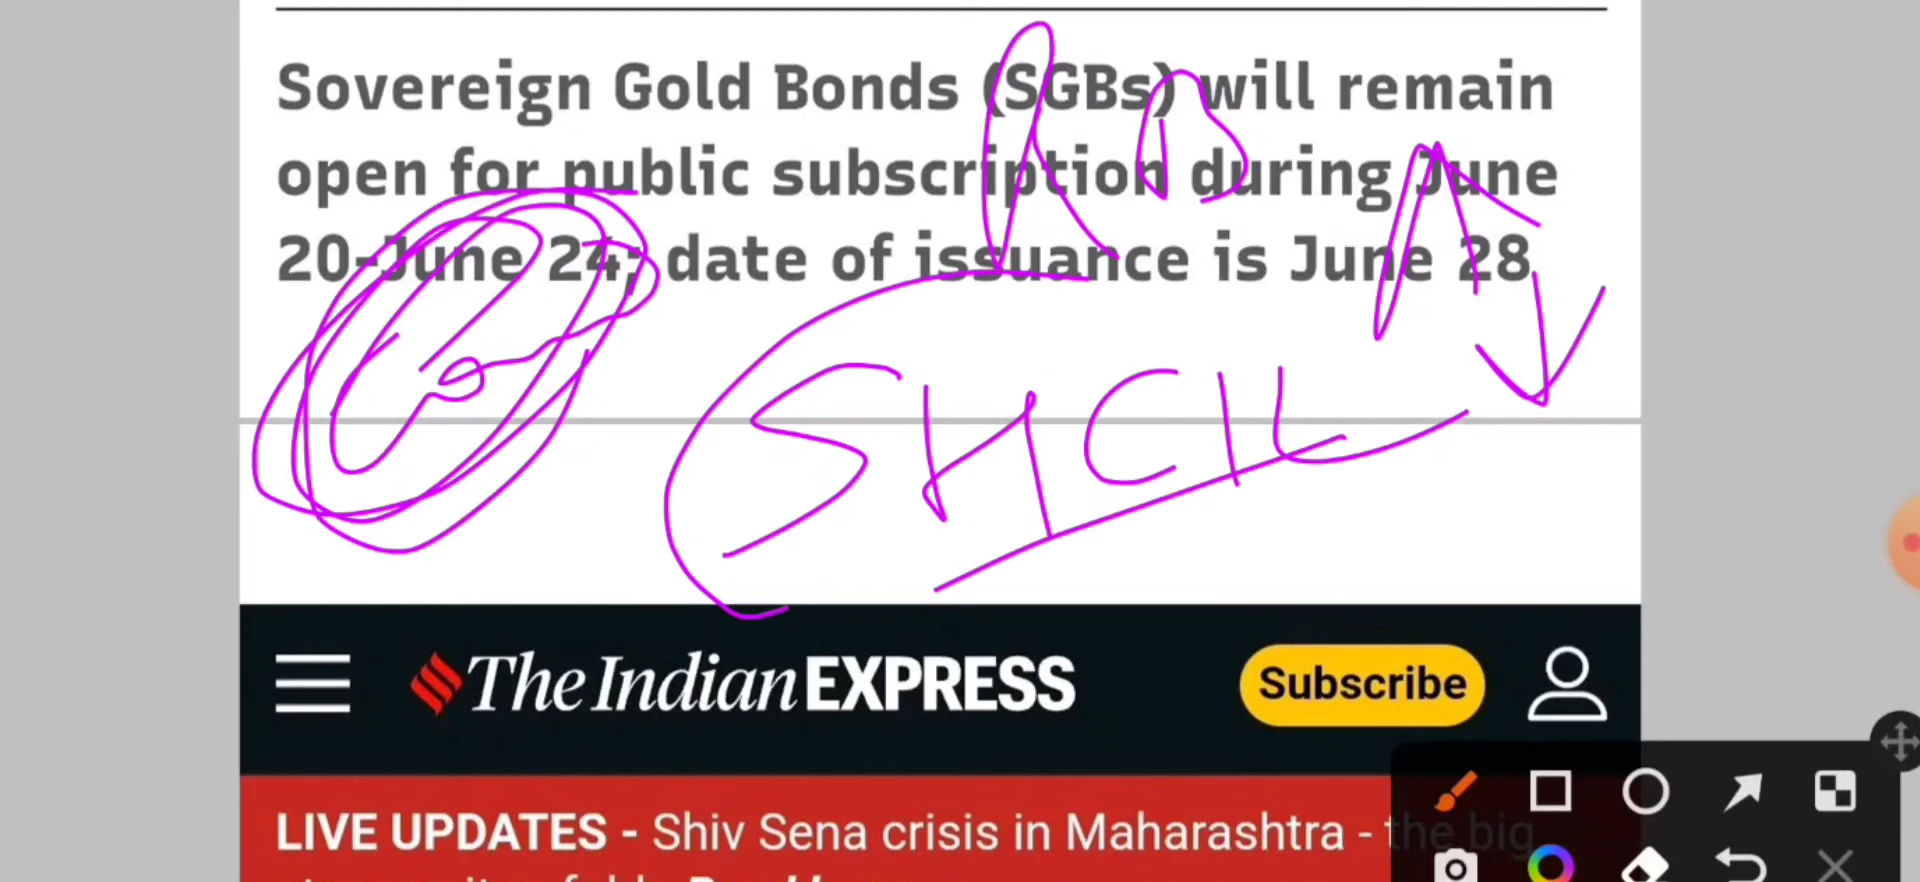 Sovereign Gold Bonds (SGBs) will remain
open for public subscription during June
20-June 24; date of issuance is June 28
SHCIL
The Indian EXPRESS
Subscribe
LIVE UPDATES - Shiv Sena crisis in Maharashtra - the big